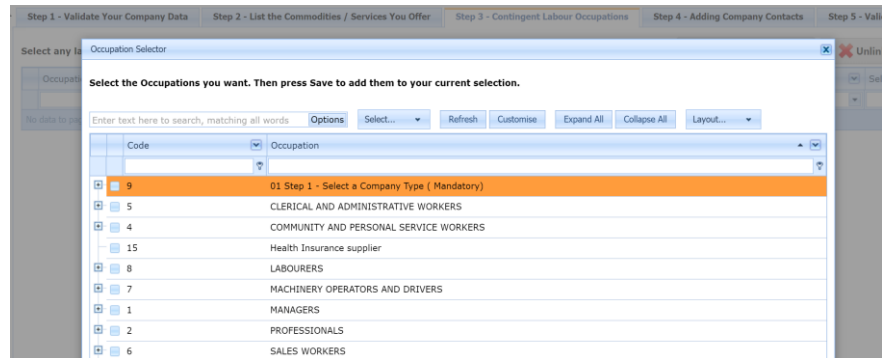 Step 1 - Validate Your Company Data Step 2 - List the Commodities / Services You Offer Step 3 - Contingent Labour Occupations Step 4 - Adding Company Contacts Step 5 - Vali
Select any la Occupation Selector Unlin
Occupati Sel
Select the Occupations you want. Then press Save to add them to your current selection.
No data to pa
Enter text here to search, matching all words Options Select... Refresh Customise Expand All Collapse All Layout...
Code Occupation
9 01 Step 1 - Select a Company Type ( Mandatory)
5 CLERICAL AND ADMINISTRATIVE WORKERS
4 COMMUNITY AND PERSONAL SERVICE WORKERS
15 Health Insurance supplier
8 LABOURERS
7 MACHINERY OPERATORS AND DRIVERS
1 MANAGERS
2 PROFESSIONALS
6 SALES WORKERS